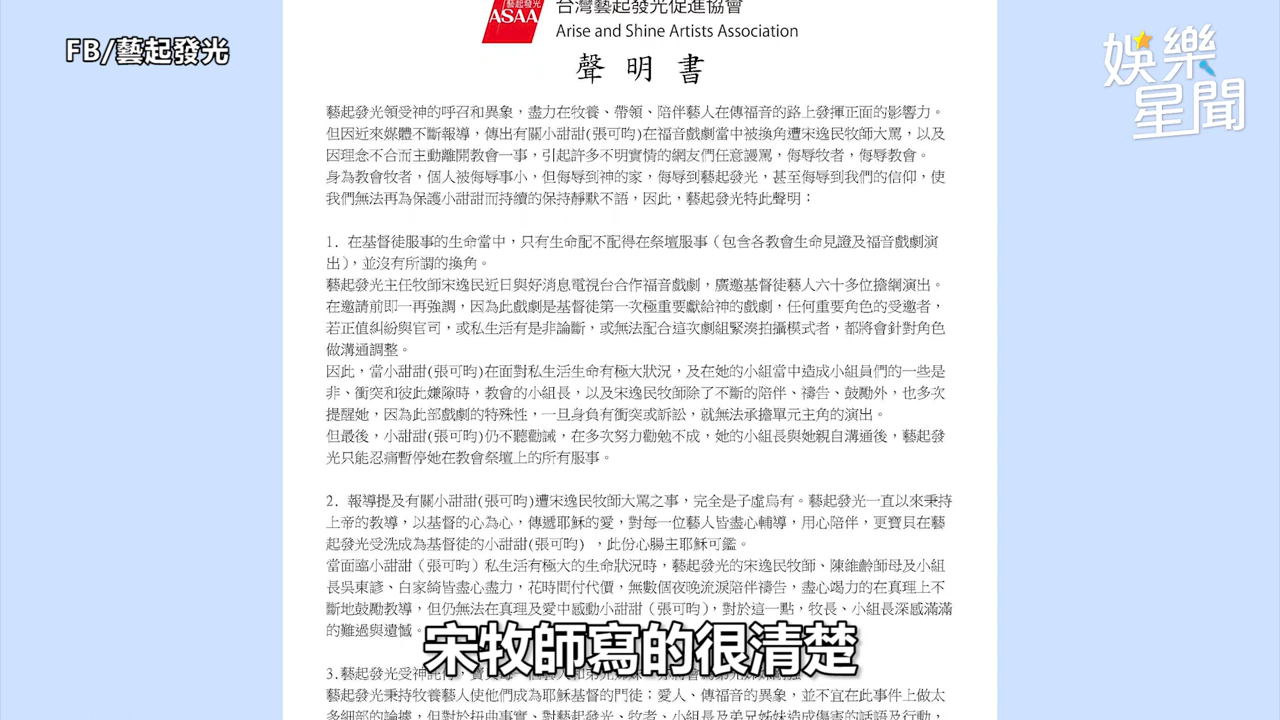 藝起發光
ASAA
台灣藝起發光促進協會
Arise and Shine Artists Association
FB/藝起發光
娛樂
星聞
聲明書
藝起發光領受神的呼召和異象，盡力在牧養、帶領、陪伴藝人在傳福音的路上發揮正面的影響力。
但因近來媒體不斷報導，傳出有關小甜甜(張可昀)在福音戲劇當中被換角遭宋逸民牧師大罵，以及
因理念不合而主動離開教會一事，引起許多不明實情的網友們任意謾罵，侮辱牧者，侮辱教會。
身為教會牧者，個人被侮辱事小，但侮辱到神的家，侮辱到藝起發光，甚至侮辱到我們的信仰，使
我們無法再為保護小甜甜而持續的保持靜默不語，因此，藝起發光特此聲明：
1. 在基督徒服事的生命當中，只有生命配不配得在祭壇服事（包含各教會生命見證及福音戲劇演
出），並沒有所謂的換角。
藝起發光主任牧師宋逸民近日與好消息電視台合作福音戲劇，廣邀基督徒藝人六十多位擔綱演出。
在邀請前即一再強調，因為此戲劇是基督徒第一次極重要獻給神的戲劇，任何重要角色的受邀者，
若正值糾紛與官司，或私生活有是非論斷，或無法配合這次劇組緊湊拍攝模式者，都將會針對角色
做溝通調整。
因此，當小甜甜(張可昀)在面對私生活生命有極大狀況，及在她的小組當中造成小組員們的一些是
非、衝突和彼此嫌隙時，教會的小組長，以及宋逸民牧師除了不斷的陪伴、禱告、鼓勵外，也多次
提醒她，因為此部戲劇的特殊性，一旦身負有衝突或訴訟，就無法承擔單元主角的演出。
但最後，小甜甜(張可昀)仍不聽勸誡，在多次努力勸勉不成，她的小組長與她親自溝通後，藝起發
光只能忍痛暫停她在教會祭壇上的所有服事。
2. 報導提及有關小甜甜(張可昀)遭宋逸民牧師大罵之事，完全是子虛烏有。藝起發光一直以來秉持
上帝的教導，以基督的心為心，傳遞耶穌的愛，對每一位藝人皆盡心輔導，用心陪伴，更寶貝在藝
起發光受洗成為基督徒的小甜甜(張可昀) ，此份心腸主耶穌可鑑。
當面臨小甜甜（張可昀）私生活有極大的生命狀況時，藝起發光的宋逸民牧師、陳維齡師母及小組
長吳東諺、白家綺皆盡心盡力，花時間付代價，無數個夜晚流淚陪伴禱告，盡心竭力的在真理上不
斷地鼓勵教導，但仍無法在真理及愛中感動小甜甜（張可昀），對於這一點，牧長、小組長深感滿滿
的難過與遺憾。
宋牧師寫的很清楚
3. 藝起發光受神託付，
藝起發光秉持牧養藝人使他們成為耶穌基督的門徒；愛人、傳福音的異象，並不宜在此事件上做太
多細部的論據，但對於扭曲事實、對藝起發光、牧者、小組長及弟兄姊妹造成傷害的話語及行動，